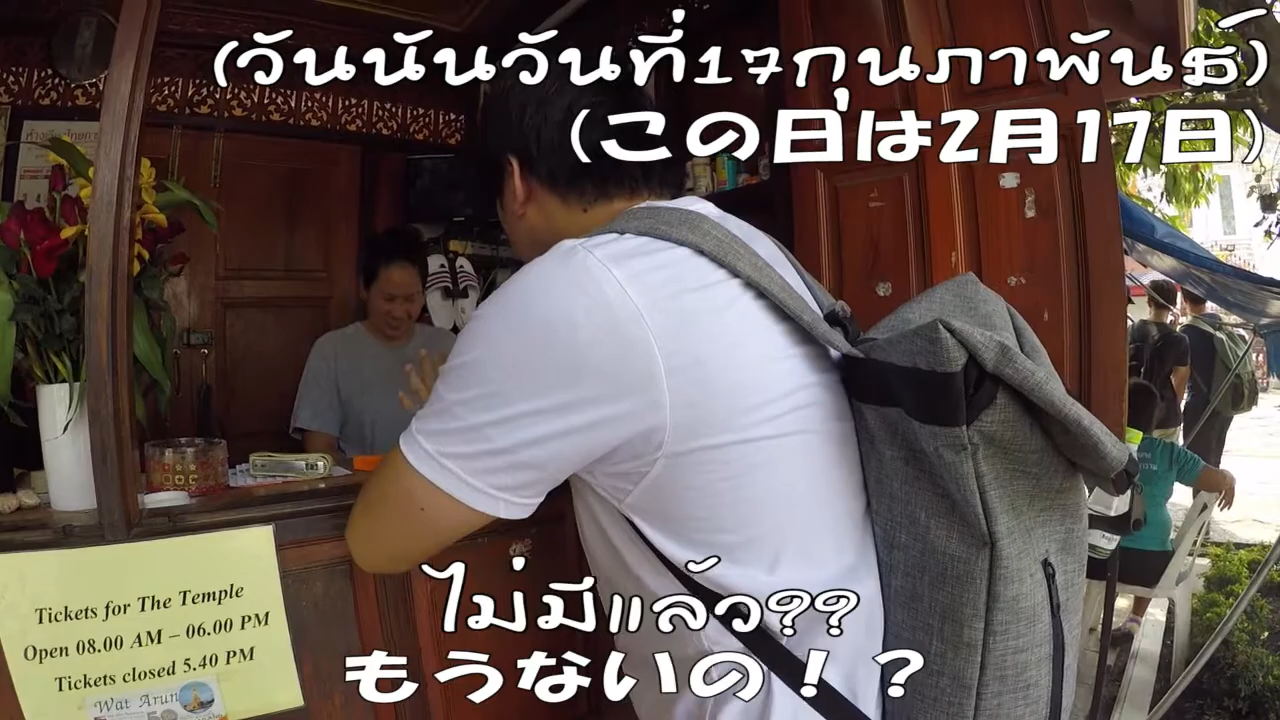 (วันนั้นวันที่17กุมภาพันธ์)
(この日は2月17日)
ไม่มีแล้ว??
もうないの！？
Tickets for The Temple
Open 08.00 AM – 06.00 PM
Tickets closed 5.40 PM
Wat Arun